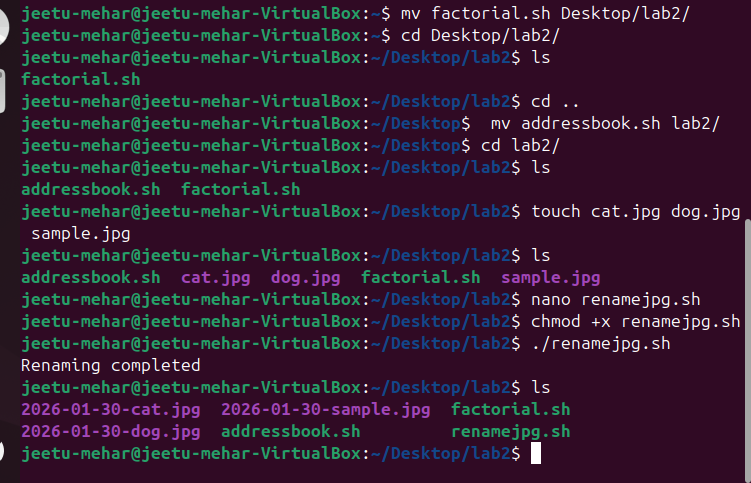 jeetu-mehar@jeetu-mehar-VirtualBox:~$ mv factorial.sh Desktop/lab2/
jeetu-mehar@jeetu-mehar-VirtualBox:~$ cd Desktop/lab2/
jeetu-mehar@jeetu-mehar-VirtualBox:~/Desktop/lab2$ ls
factorial.sh
jeetu-mehar@jeetu-mehar-VirtualBox:~/Desktop/lab2$ cd ..
jeetu-mehar@jeetu-mehar-VirtualBox:~/Desktop$  mv addressbook.sh lab2/
jeetu-mehar@jeetu-mehar-VirtualBox:~/Desktop$ cd lab2/
jeetu-mehar@jeetu-mehar-VirtualBox:~/Desktop/lab2$ ls
addressbook.sh  factorial.sh
jeetu-mehar@jeetu-mehar-VirtualBox:~/Desktop/lab2$ touch cat.jpg dog.jpg
 sample.jpg
jeetu-mehar@jeetu-mehar-VirtualBox:~/Desktop/lab2$ ls
addressbook.sh  cat.jpg  dog.jpg  factorial.sh  sample.jpg
jeetu-mehar@jeetu-mehar-VirtualBox:~/Desktop/lab2$ nano renamejpg.sh
jeetu-mehar@jeetu-mehar-VirtualBox:~/Desktop/lab2$ chmod +x renamejpg.sh
jeetu-mehar@jeetu-mehar-VirtualBox:~/Desktop/lab2$ ./renamejpg.sh
Renaming completed
jeetu-mehar@jeetu-mehar-VirtualBox:~/Desktop/lab2$ ls
2026-01-30-cat.jpg  2026-01-30-sample.jpg  factorial.sh
2026-01-30-dog.jpg  addressbook.sh         renamejpg.sh
jeetu-mehar@jeetu-mehar-VirtualBox:~/Desktop/lab2$